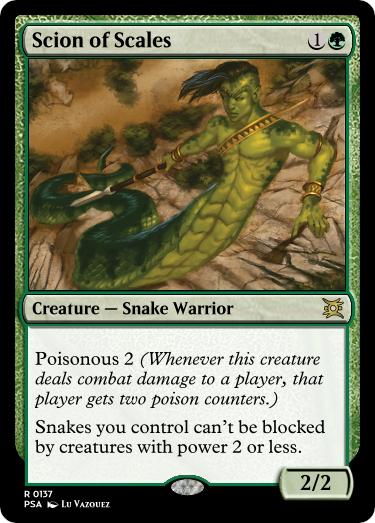 Scion of Scales 1
Creature — Snake Warrior
Poisonous 2 (Whenever this creature
deals combat damage to a player, that
player gets two poison counters.)
Snakes you control can't be blocked
by creatures with power 2 or less.
2/2
R 0137
PSA Lu Vazouez